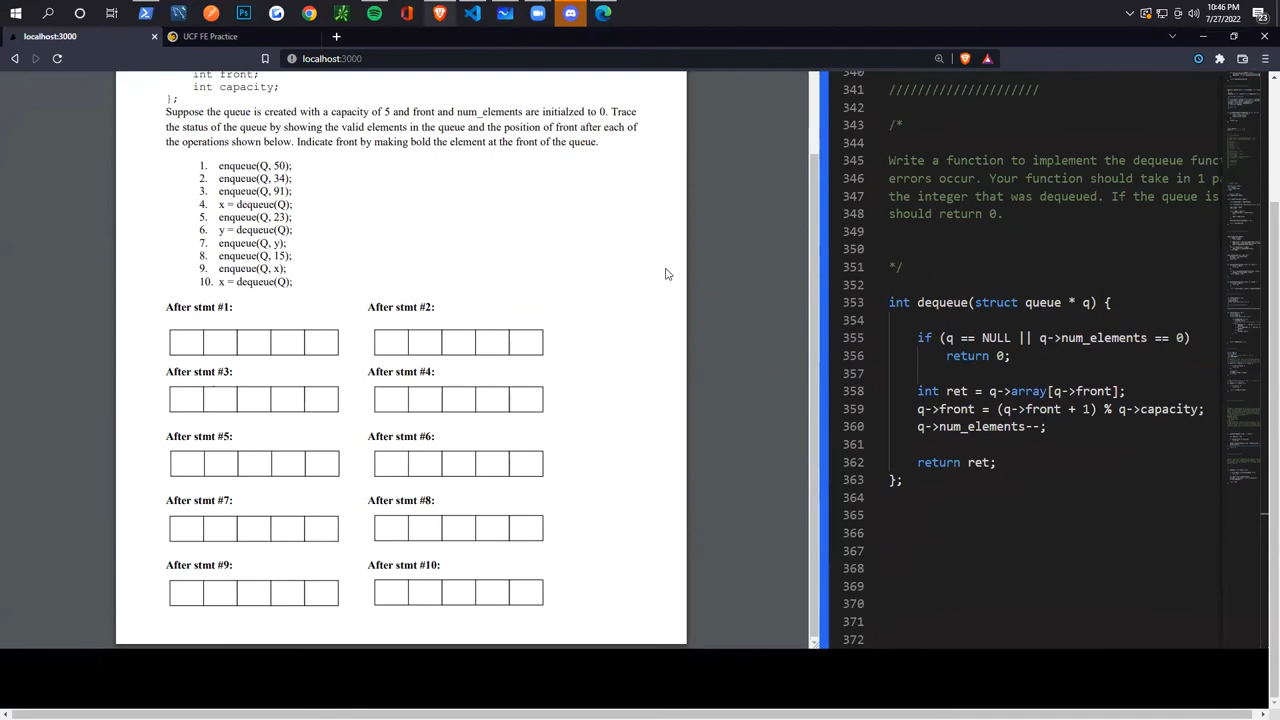 10:46 PM
7/27/2022
23
localhost:3000
UCF FE Practice
localhost:3000
int front;
int capacity;
};
Suppose the queue is created with a capacity of 5 and front and num_elements are initialzed to 0. Trace
the status of the queue by showing the valid elements in the queue and the position of front after each of
the operations shown below. Indicate front by making bold the element at the front of the queue.
1. enqueue(Q, 50);
2. enqueue(Q, 34);
3. enqueue(Q, 91);
4. x = dequeue(Q);
5. enqueue(Q, 23);
6. y = dequeue(Q);
7. enqueue(Q, y);
8. enqueue(Q, 15);
9. enqueue(Q, x);
10. x = dequeue(Q);
After stmt #1: After stmt #2:
After stmt #3: After stmt #4:
After stmt #5: After stmt #6:
After stmt #7: After stmt #8:
After stmt #9: After stmt #10:
340
341 /////////////////////
342
343 /*
344
345 Write a function to implement the dequeue func
346 errors occur. Your function should take in 1 p
347 the integer that was dequeued. If the queue is
348 should return 0.
349
350
351 */
352
353 int dequeue(struct queue * q) {
354
355 if (q == NULL || q->num_elements == 0)
356 return 0;
357
358 int ret = q->array[q->front];
359 q->front = (q->front + 1) % q->capacity;
360 q->num_elements--;
361
362 return ret;
363 };
364
365
366
367
368
369
370
371
372